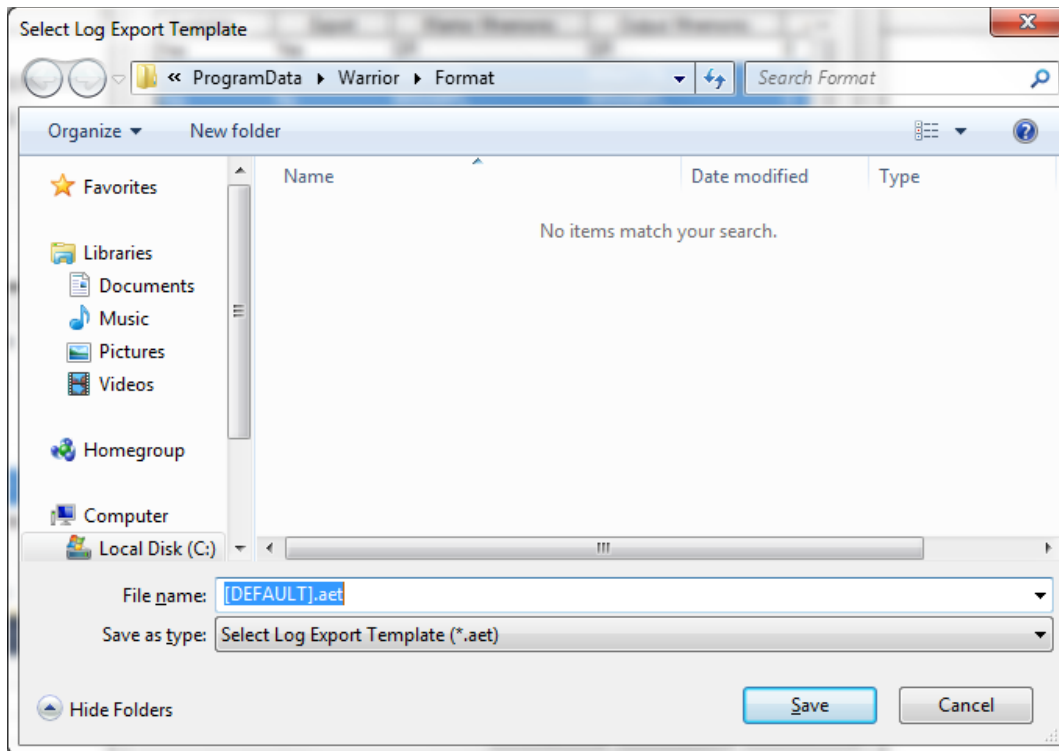 Select Log Export Template
« ProgramData Warrior Format Search Format
Organize New folder
Name Date modified Type
No items match your search.
Favorites
Libraries
Documents
Music
Pictures
Videos
Homegroup
Computer
Local Disk (C:)
File name: [DEFAULT].aet
Save as type: Select Log Export Template (*.aet)
Hide Folders Save Cancel